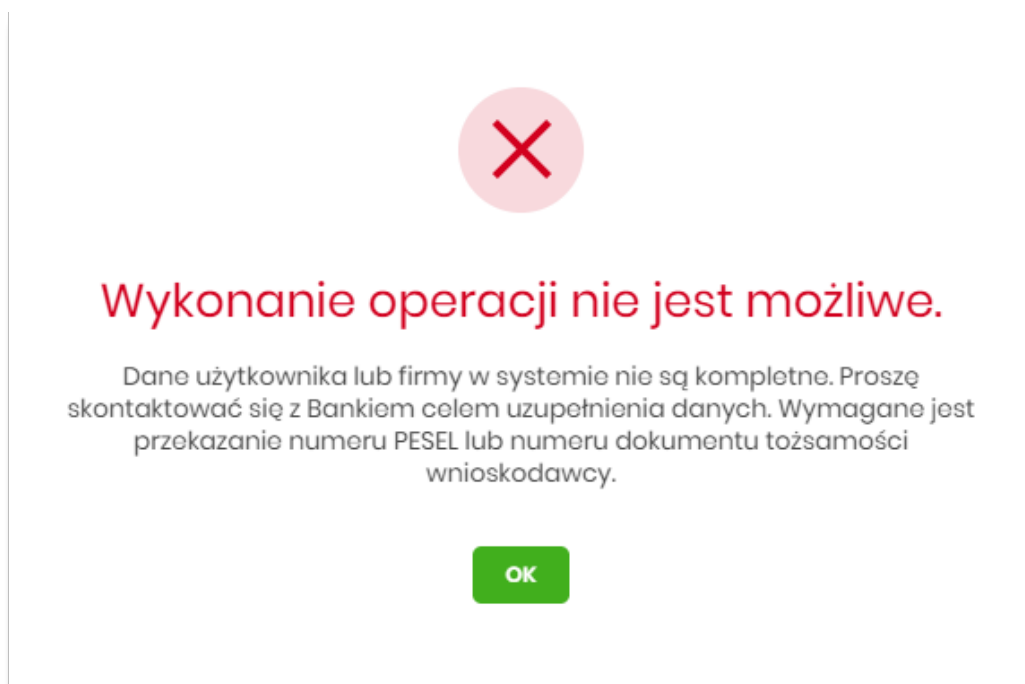 Wykonanie operacji nie jest możliwe.
Dane użytkownika lub firmy w systemie nie są kompletne. Proszę
skontaktować się z Bankiem celem uzupełnienia danych. Wymagane jest
przekazanie numeru PESEL lub numeru dokumentu tożsamości
wnioskodawcy.
OK